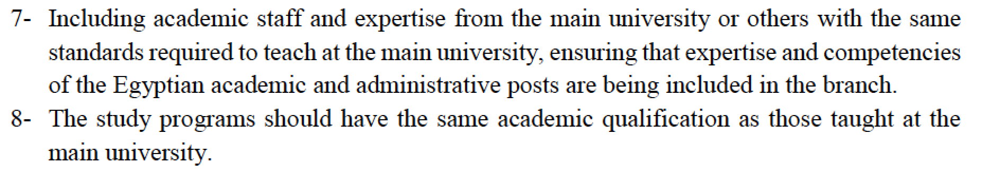 7- Including academic staff and expertise from the main university or others with the same
standards required to teach at the main university, ensuring that expertise and competencies
of the Egyptian academic and administrative posts are being included in the branch.
8- The study programs should have the same academic qualification as those taught at the
main university.